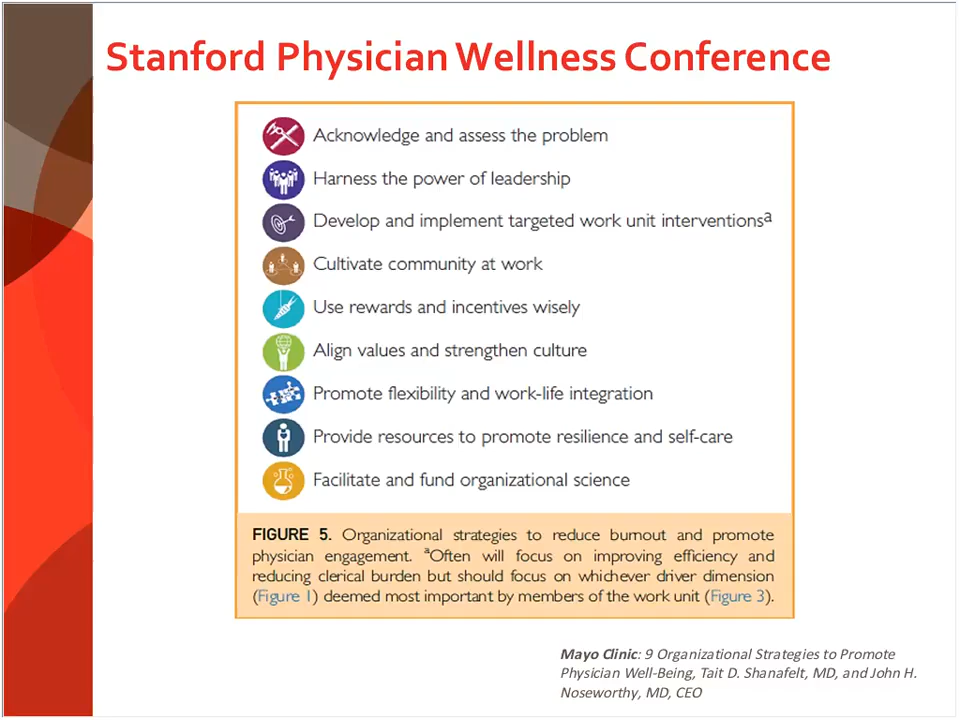 Stanford Physician Wellness Conference
Acknowledge and assess the problem
Harness the power of leadership
Develop and implement targeted work unit interventionsª
Cultivate community at work
Use rewards and incentives wisely
Align values and strengthen culture
Promote flexibility and work-life integration
Provide resources to promote resilience and self-care
Facilitate and fund organizational science
FIGURE 5. Organizational strategies to reduce burnout and promote
physician engagement. ªOften will focus on improving efficiency and
reducing clerical burden but should focus on whichever driver dimension
(Figure 1) deemed most important by members of the work unit (Figure 3).
Mayo Clinic: 9 Organizational Strategies to Promote
Physician Well-Being, Tait D. Shanafelt, MD, and John H.
Noseworthy, MD, CEO